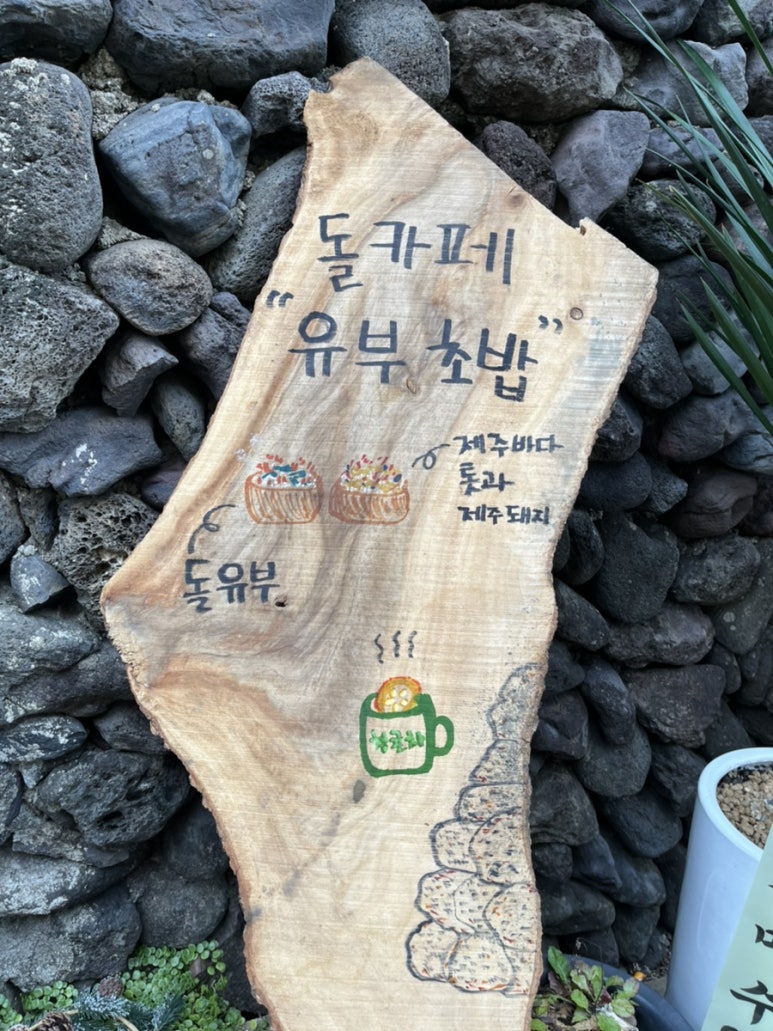 돌카페
"유부초밥"
제주바다
톳과
제주돼지
돌유부
청귤차